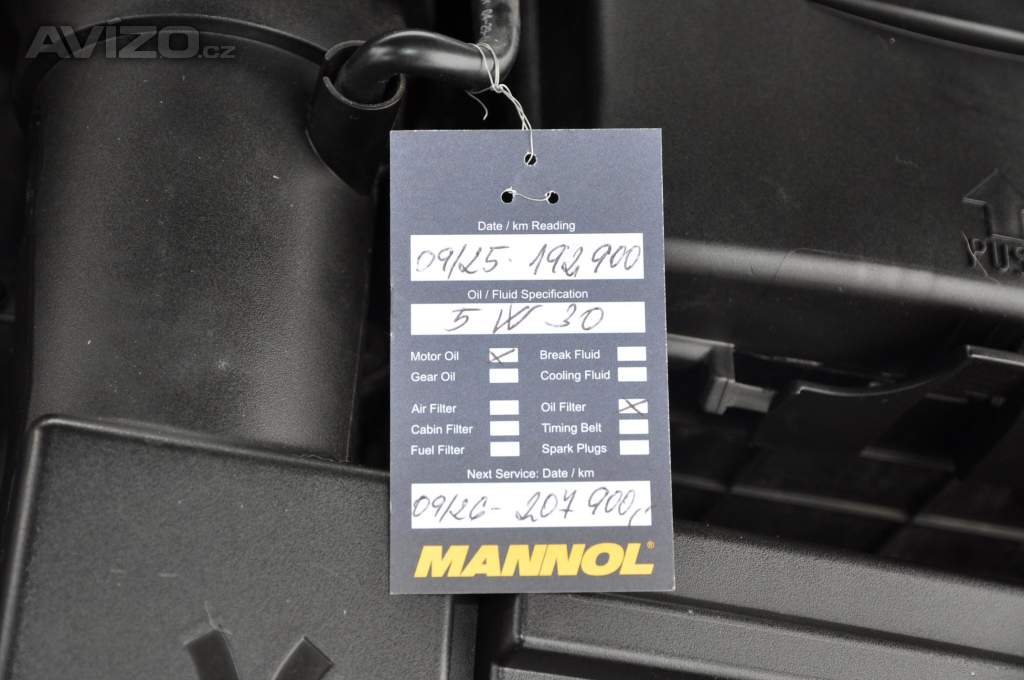 AVIZO.cz
Date / km Reading
09/25 - 192,900
Oil / Fluid Specification
5 W 30
Motor Oil Break Fluid
Gear Oil Cooling Fluid
Air Filter Oil Filter
Cabin Filter Timing Belt
Fuel Filter Spark Plugs
Next Service: Date / km
09/26 - 207 900,-
MANNOL®